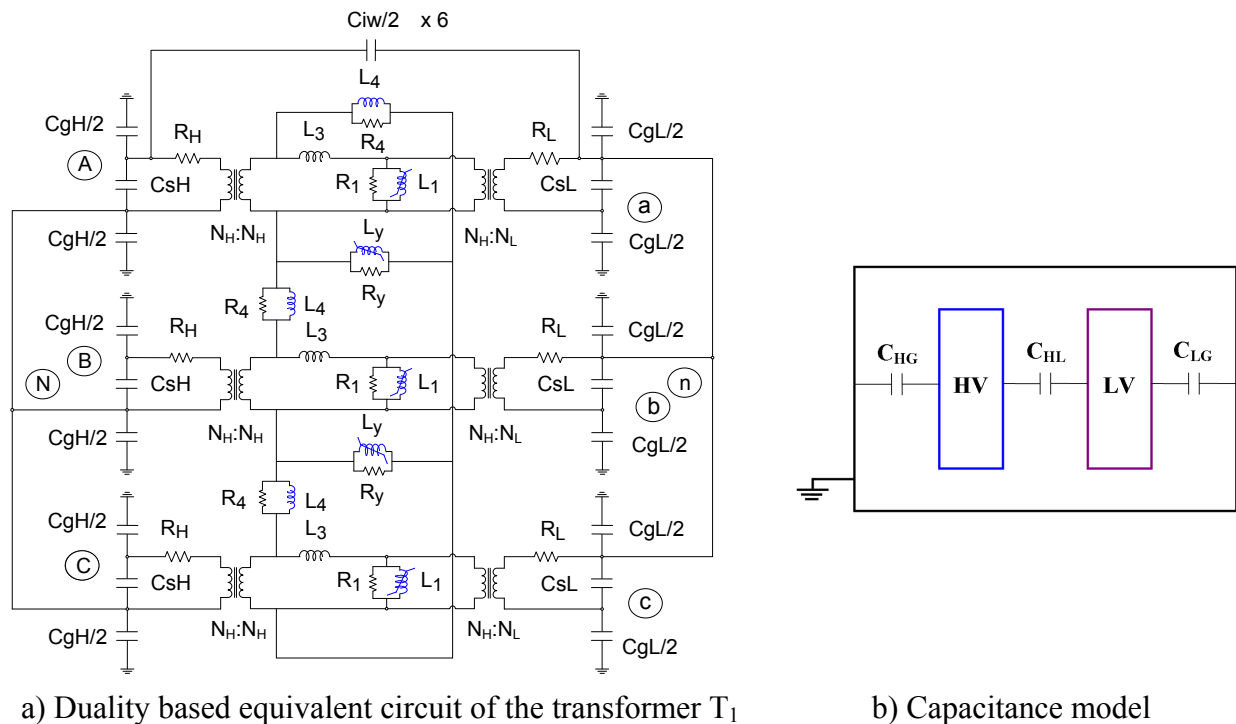 Ciw/2 x 6
L4
CgH/2
RH
L3
R4
RL
CgL/2
A
CsH
R1
L1
CsL
a
CgH/2
NH:NH
Ly
NH:NL
CgL/2
Ry
CgH/2
R4
L4
CgL/2
RH
L3
RL
B
N
CsH
R1
L1
CsL
n
b
CgH/2
NH:NH
Ly
NH:NL
CgL/2
Ry
CgH/2
R4
L4
CgL/2
RH
L3
RL
C
CsH
R1
L1
CsL
c
CgH/2
NH:NH
NH:NL
CgL/2
CHG
HV
CHL
LV
CLG
a) Duality based equivalent circuit of the transformer T1
b) Capacitance model